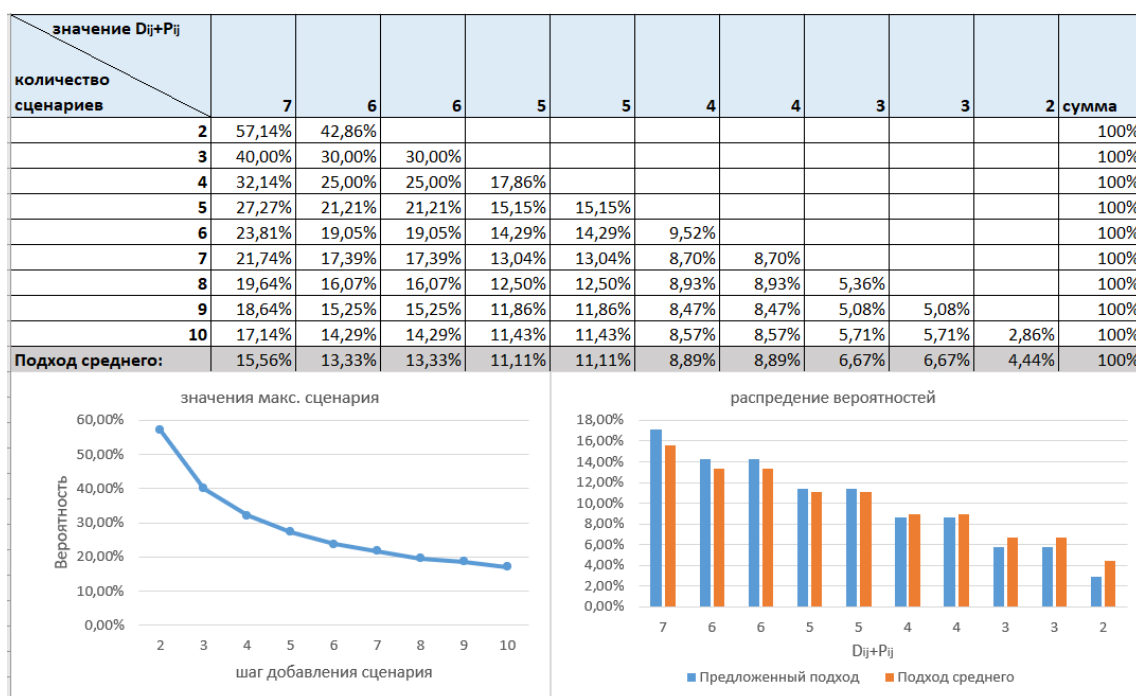 значение Dij+Pij
количество
сценариев 7 6 6 5 5 4 4 3 3 2 сумма
2 57,14% 42,86% 100%
3 40,00% 30,00% 30,00% 100%
4 32,14% 25,00% 25,00% 17,86% 100%
5 27,27% 21,21% 21,21% 15,15% 15,15% 100%
6 23,81% 19,05% 19,05% 14,29% 14,29% 9,52% 100%
7 21,74% 17,39% 17,39% 13,04% 13,04% 8,70% 8,70% 100%
8 19,64% 16,07% 16,07% 12,50% 12,50% 8,93% 8,93% 5,36% 100%
9 18,64% 15,25% 15,25% 11,86% 11,86% 8,47% 8,47% 5,08% 5,08% 100%
10 17,14% 14,29% 14,29% 11,43% 11,43% 8,57% 8,57% 5,71% 5,71% 2,86% 100%
Подход среднего: 15,56% 13,33% 13,33% 11,11% 11,11% 8,89% 8,89% 6,67% 6,67% 4,44% 100%
значения макс. сценария
60,00%
50,00%
40,00%
30,00%
20,00%
10,00%
0,00%
Вероятность
2 3 4 5 6 7 8 9 10
шаг добавления сценария
распредение вероятностей
18,00%
16,00%
14,00%
12,00%
10,00%
8,00%
6,00%
4,00%
2,00%
0,00%
7 6 6 5 5 4 4 3 3 2
Dij+Pij
Предложенный подход Подход среднего